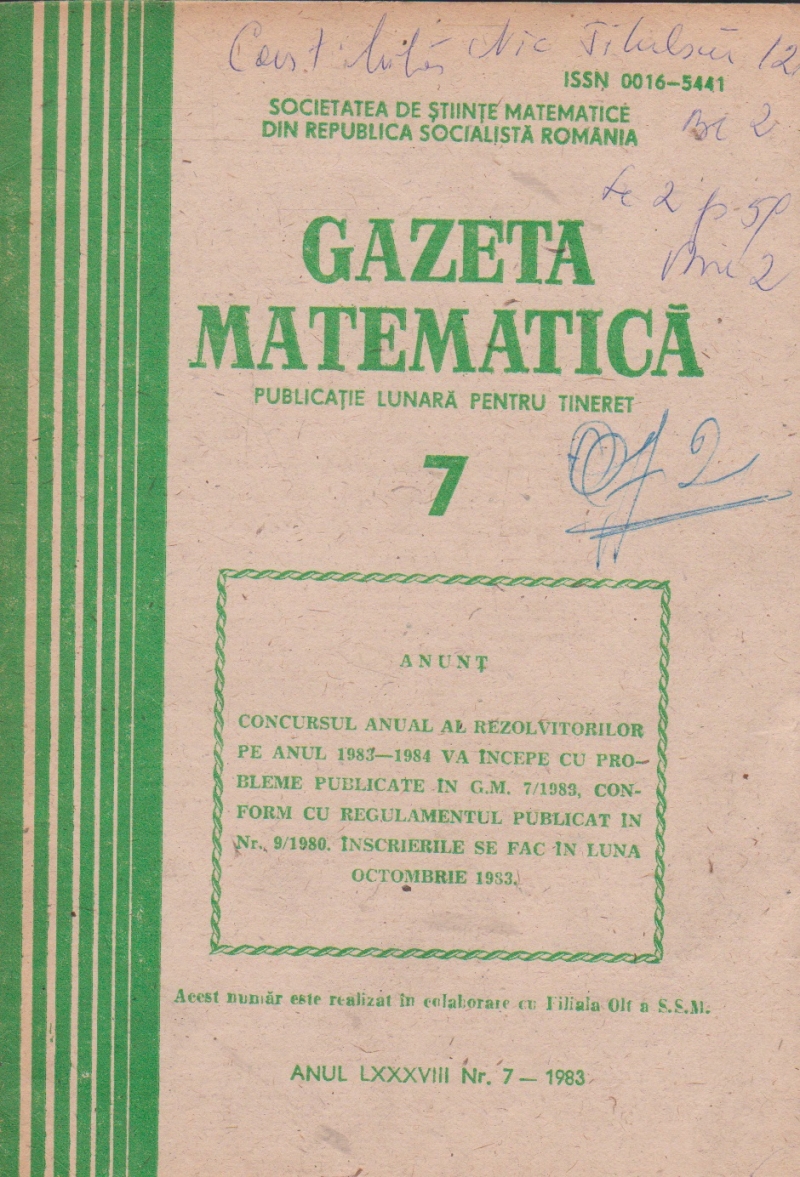 ISSN 0016-5441
SOCIETATEA DE ȘTIINȚE MATEMATICE
DIN REPUBLICA SOCIALISTĂ ROMÂNIA
GAZETA
MATEMATICĂ
PUBLICAȚIE LUNARĂ PENTRU TINERET
7
ANUNȚ
CONCURSUL ANUAL AL REZOLVITORILOR
PE ANUL 1983—1984 VA ÎNCEPE CU PRO-
BLEME PUBLICATE ÎN G.M. 7/1983, CON-
FORM CU REGULAMENTUL PUBLICAT ÎN
Nr. 9/1980. ÎNSCRIERILE SE FAC ÎN LUNA
OCTOMBRIE 1983.
Acest număr este realizat în colaborare cu Filiala Olt a S.S.M.
ANUL LXXXVIII Nr. 7 — 1983